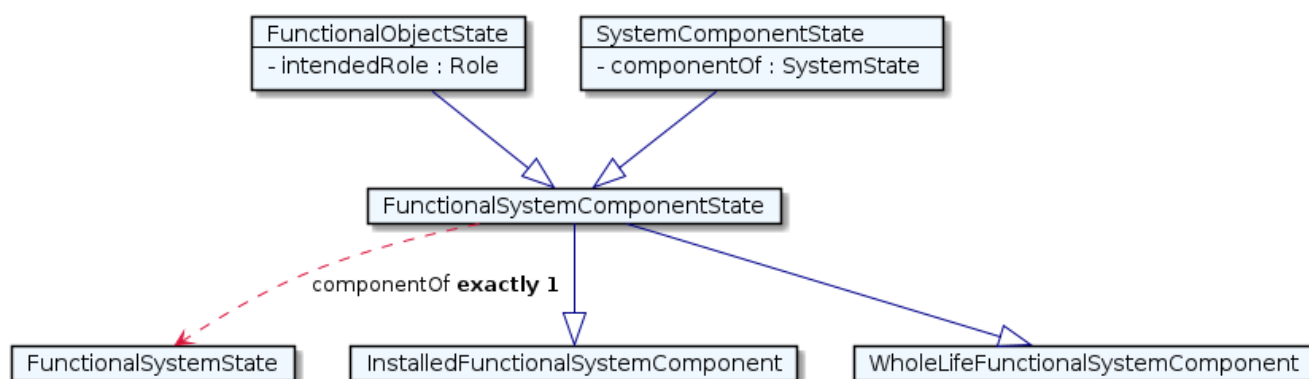 FunctionalObjectState
- intendedRole : Role
SystemComponentState
- componentOf : SystemState
FunctionalSystemComponentState
componentOf exactly 1
FunctionalSystemState
InstalledFunctionalSystemComponent
WholeLifeFunctionalSystemComponent